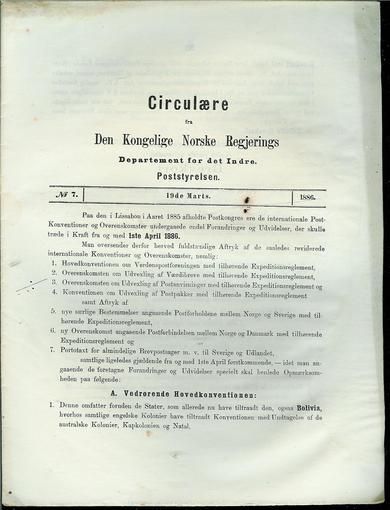 Circulære
fra
Den Kongelige Norske Regjerings
Departement for det Indre.
Poststyrelsen.
№ 7. 19de Marts. 1886.
Paa den i Lissabon i Aaret 1885 afholdte Postkongres ere de internationale Post-
Konventioner og Overenskomster undergaaede endel Forandringer og Udvidelser, der skulle
træde i Kraft fra og med 1ste April 1886.
Man oversender derfor herved fuldstændige Aftryk af de saaledes reviderede
internationale Konventioner og Overenskomster, nemlig:
1. Hovedkonventionen om Verdenspostforeningen med tilhørende Expeditionsreglement,
2. Overenskomsten om Udvexling af Værdibreve med tilhørende Expeditionsreglement,
3. Overenskomsten om Udvexling af Postanvisninger med tilhørende Expeditionsreglement og
4. Konventionen om Udvexling af Postpakker med tilhørende Expeditionsreglement
samt Aftryk af
5. nye særlige Bestemmelser angaaende Postforholdene mellem Norge og Sverige med til-
hørende Expeditionsreglement,
6. ny Overenskomst angaaende Postforbindelsen mellem Norge og Danmark med tilhørende
Expeditionsreglement og
7. Portotaxt for almindelige Brevpostsager m. v. til Sverige og Udlandet,
samtlige ligeledes gjeldende fra og med 1ste April førstkommende, — idet man an-
gaaende de foretagne Forandringer og Udvidelser specielt skal henlede Opmærksom-
heden paa følgende:
A. Vedrørende Hovedkonventionen:
1. Denne omfatter foruden de Stater, som allerede nu have tiltraadt den, ogsaa Bolivia,
hvorhos samtlige engelske Kolonier have tiltraadt Konventionen med Undtagelse af de
australske Kolonier, Kapkolonien og Natal.